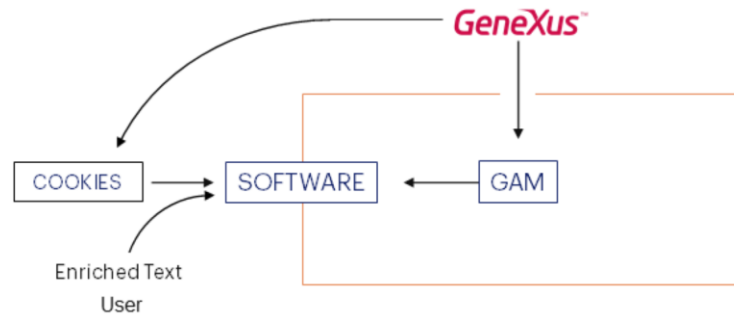 GeneXus™
COOKIES
SOFTWARE
GAM
Enriched Text
User